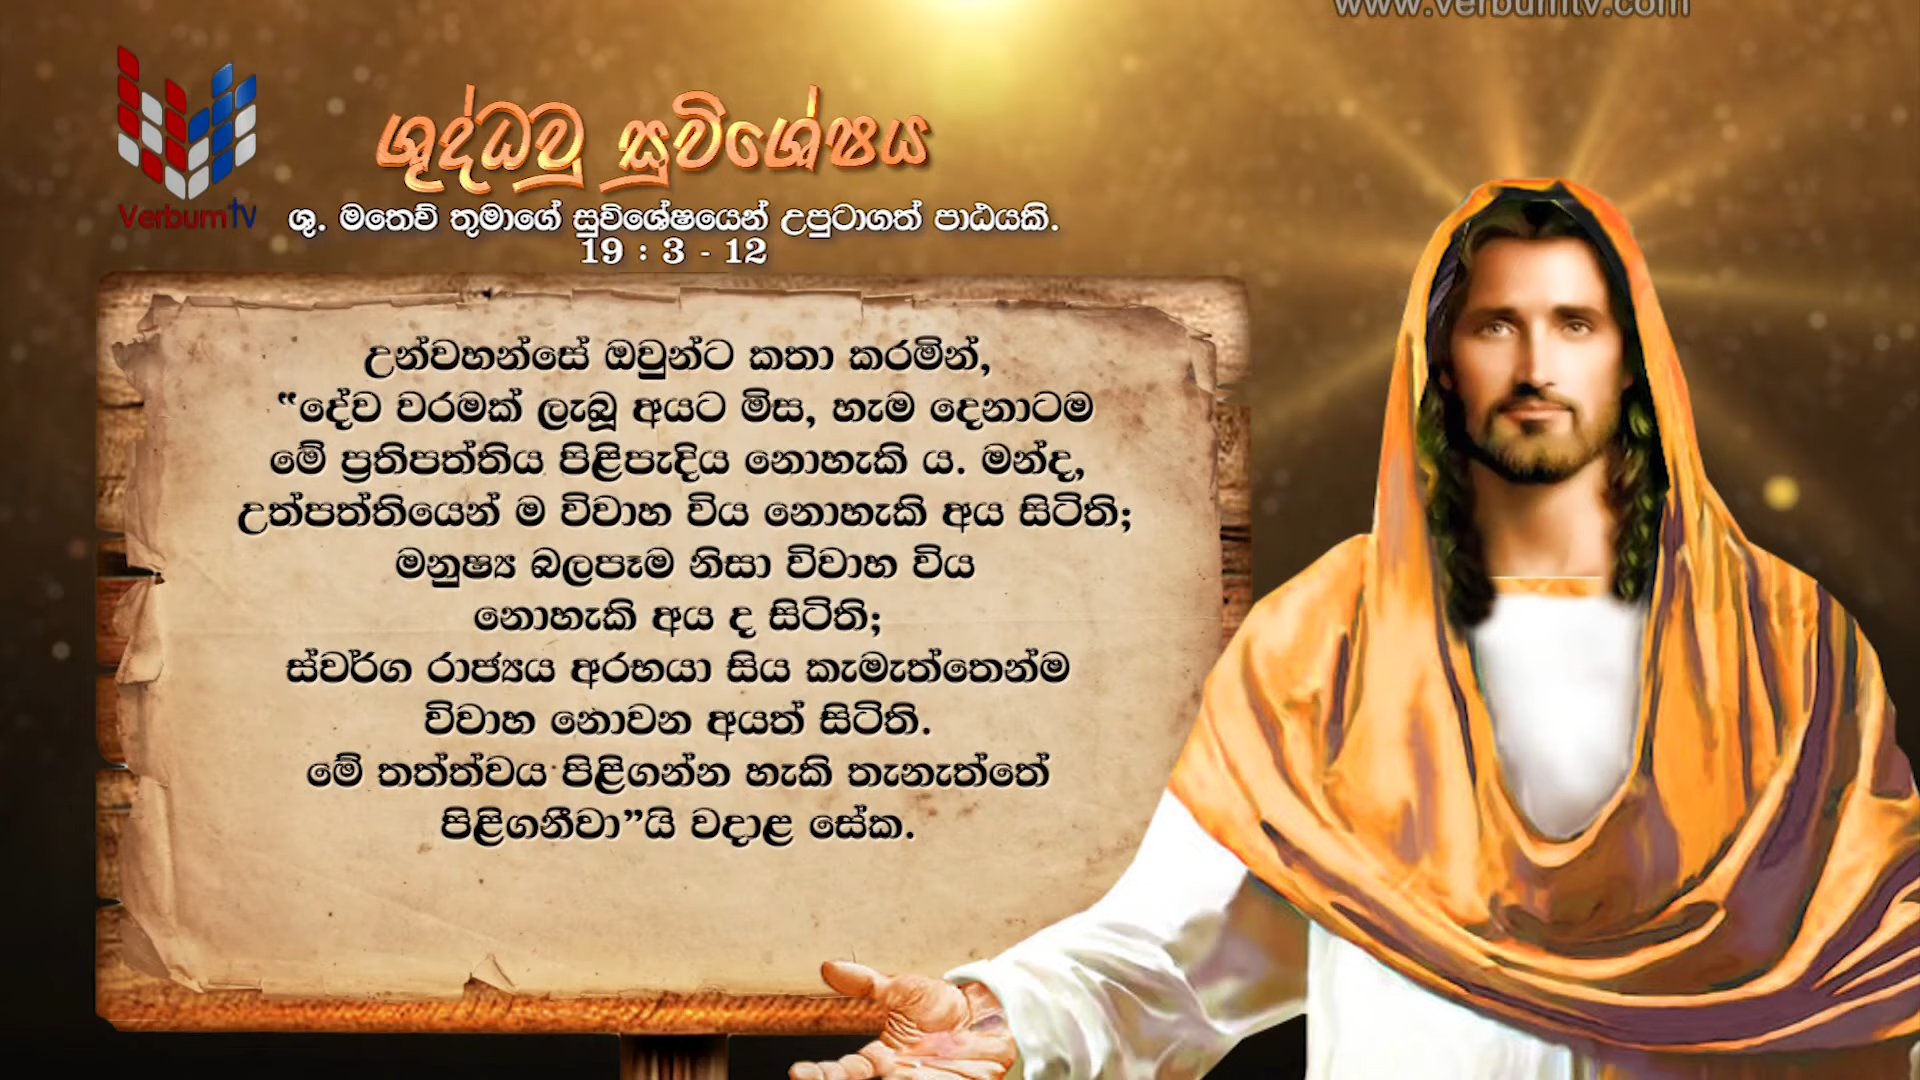 www.verbumtv.com
VerbumTV
ශුද්ධවූ සුවිශේෂය
ශු. මතෙව් තුමාගේ සුවිශේෂයෙන් උපුටාගත් පාඨයකි.
19 : 3 - 12
උන්වහන්සේ ඔවුන්ට කතා කරමින්,
“දේව වරමක් ලැබූ අයට මිස, හැම දෙනාටම
මේ ප්‍රතිපත්තිය පිළිපැදිය නොහැකි ය. මන්ද,
උත්පත්තියෙන් ම විවාහ විය නොහැකි අය සිටිති;
මනුෂ්‍ය බලපෑම නිසා විවාහ විය
නොහැකි අය ද සිටිති;
ස්වර්ග රාජ්‍යය අරභයා සිය කැමැත්තෙන්ම
විවාහ නොවන අයත් සිටිති.
මේ තත්ත්වය පිළිගන්න හැකි තැනැත්තේ
පිළිගනීවා”යි වදාළ සේක.